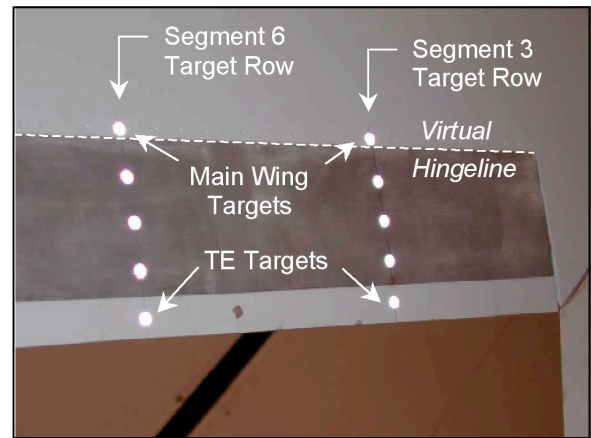 Segment 6
Target Row
Segment 3
Target Row
Virtual
Hingeline
Main Wing
Targets
TE Targets